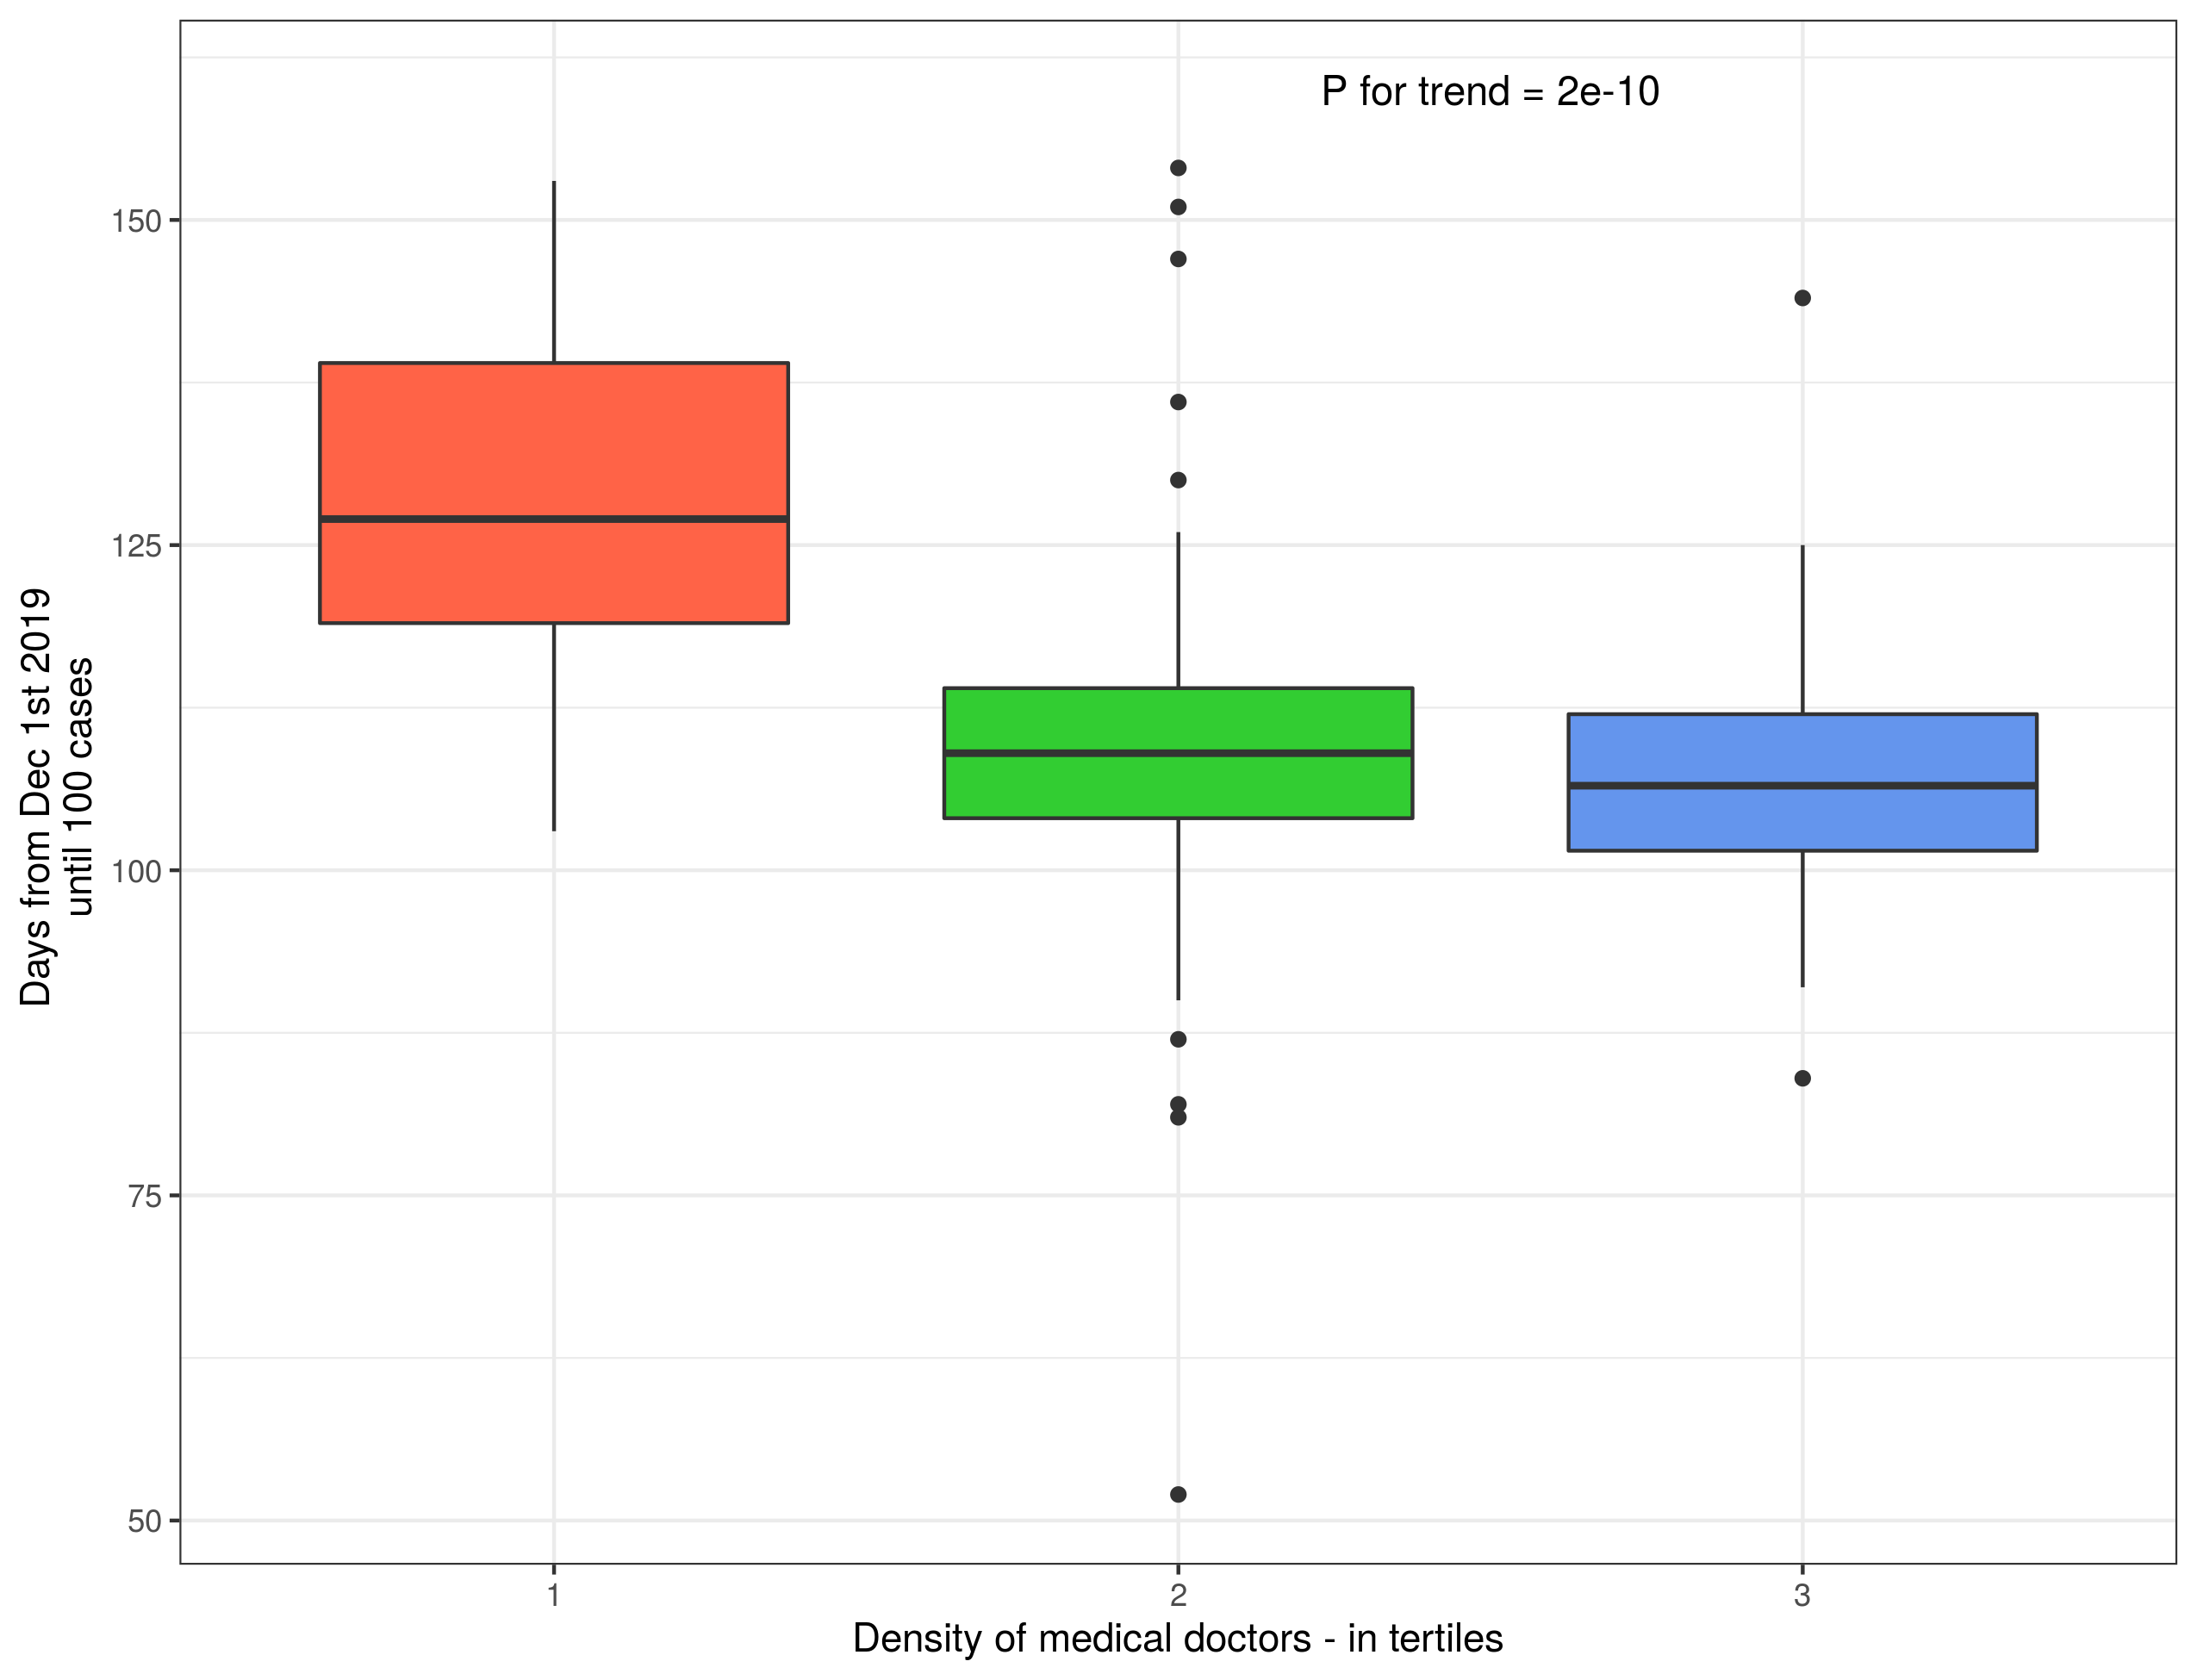 P for trend = 2e-10
150
125
100
75
50
Days from Dec 1st 2019
until 100 cases
1
2
3
Density of medical doctors - in tertiles